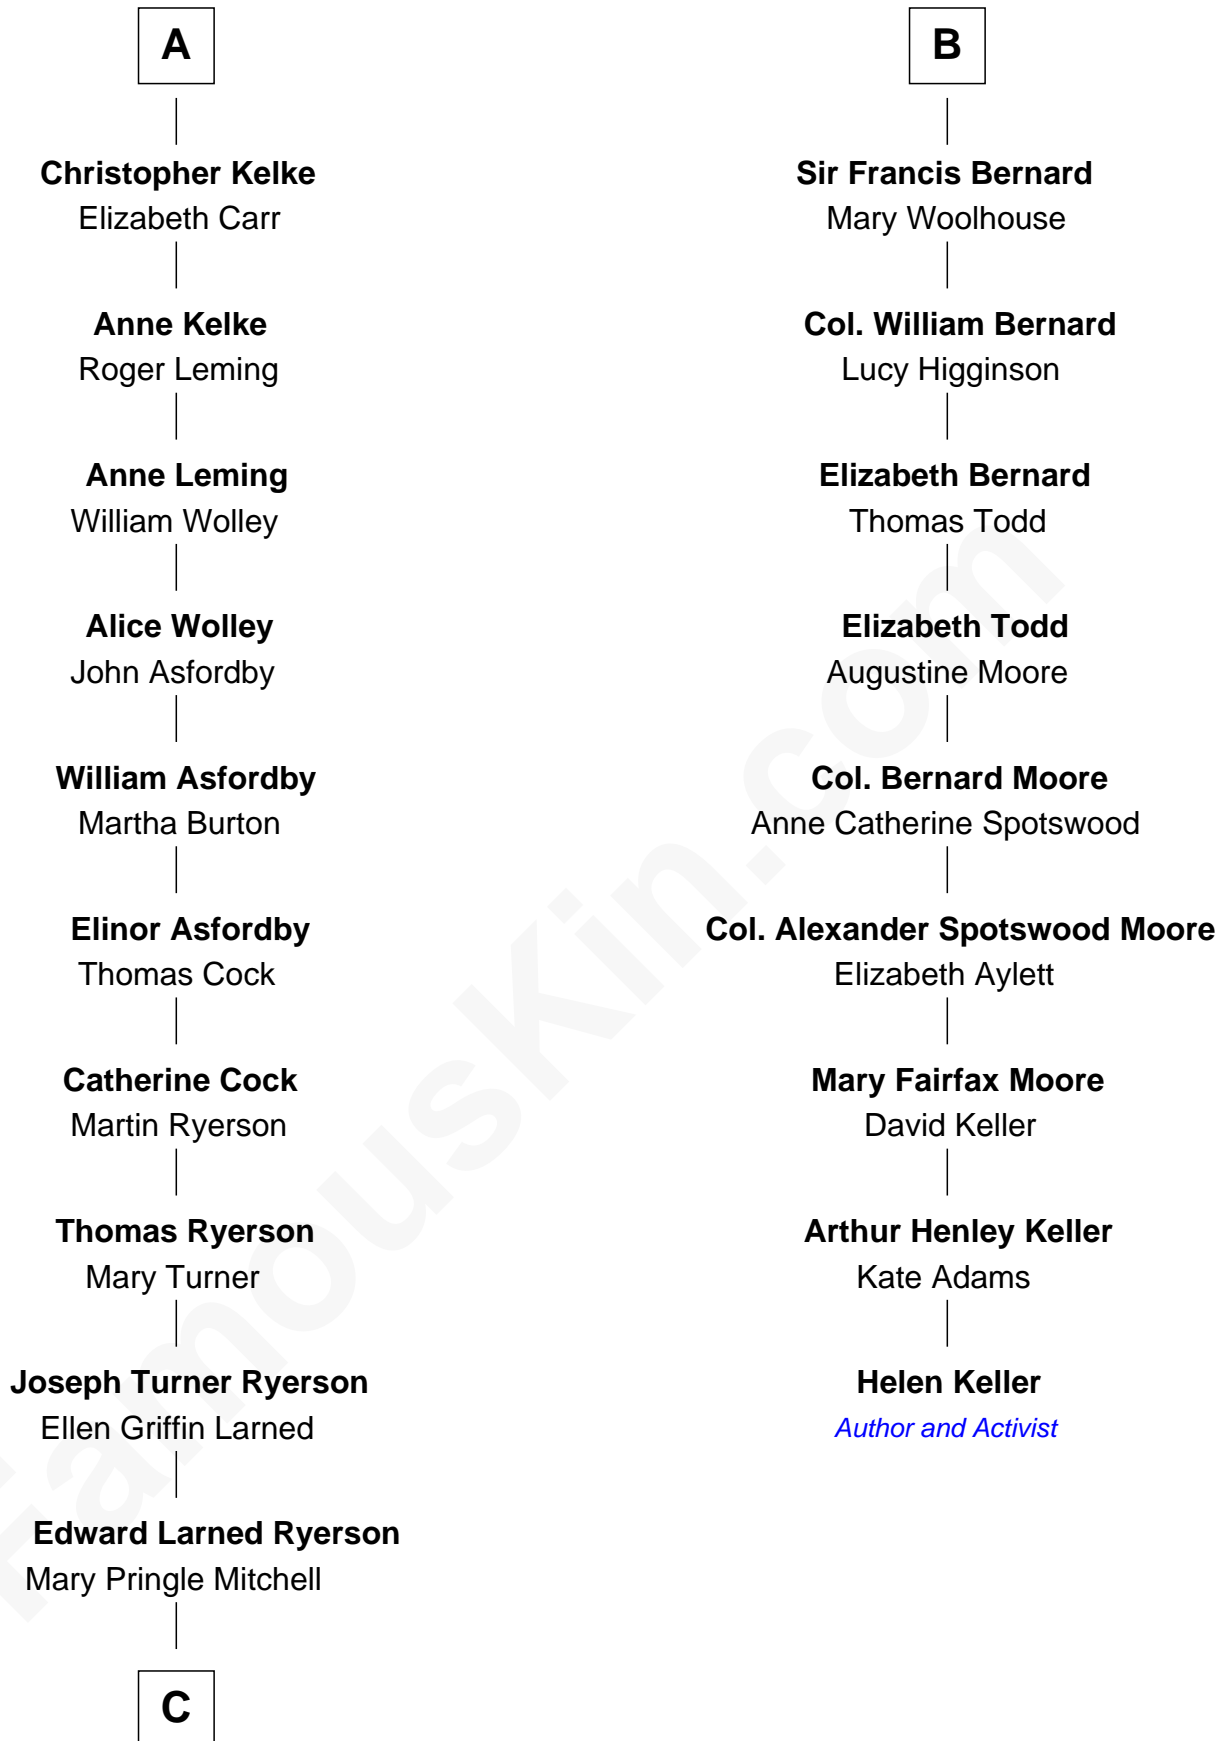 A
Christopher Kelke
Elizabeth Carr
Anne Kelke
Roger Leming
Anne Leming
William Wolley
Alice Wolley
John Asfordby
William Asfordby
Martha Burton
Elinor Asfordby
Thomas Cock
Catherine Cock
Martin Ryerson
Thomas Ryerson
Mary Turner
Joseph Turner Ryerson
Ellen Griffin Larned
Edward Larned Ryerson
Mary Pringle Mitchell
C
B
Sir Francis Bernard
Mary Woolhouse
Col. William Bernard
Lucy Higginson
Elizabeth Bernard
Thomas Todd
Elizabeth Todd
Augustine Moore
Col. Bernard Moore
Anne Catherine Spotswood
Col. Alexander Spotswood Moore
Elizabeth Aylett
Mary Fairfax Moore
David Keller
Arthur Henley Keller
Kate Adams
Helen Keller
Author and Activist
FamousKin.com